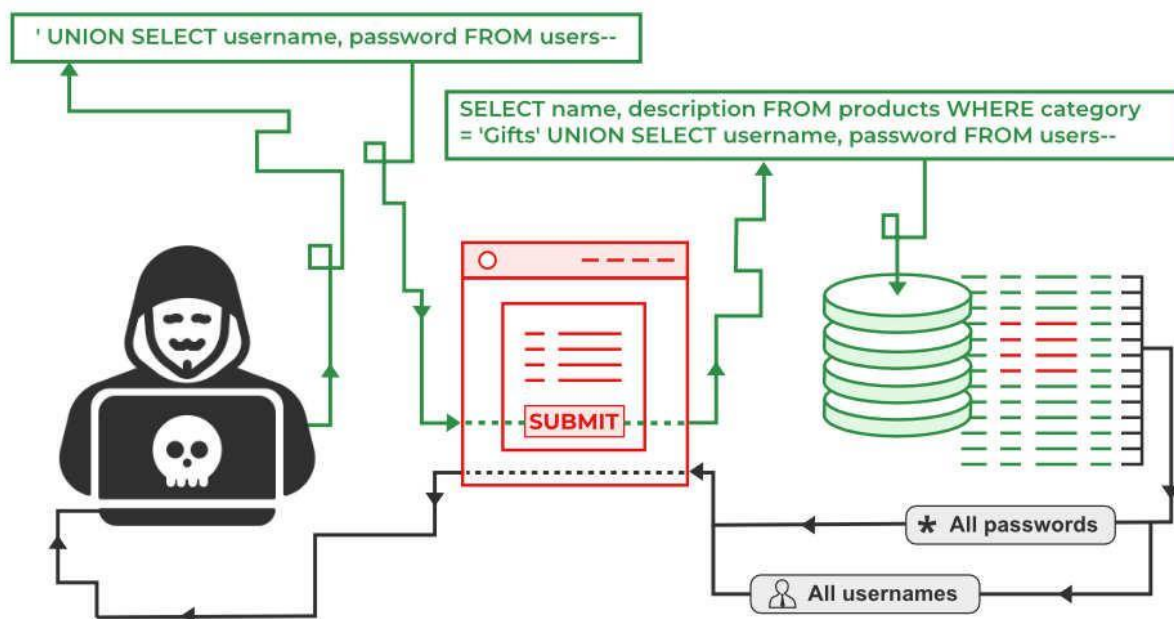 ' UNION SELECT username, password FROM users--
SELECT name, description FROM products WHERE category
= 'Gifts' UNION SELECT username, password FROM users--
SUBMIT
* All passwords
All usernames